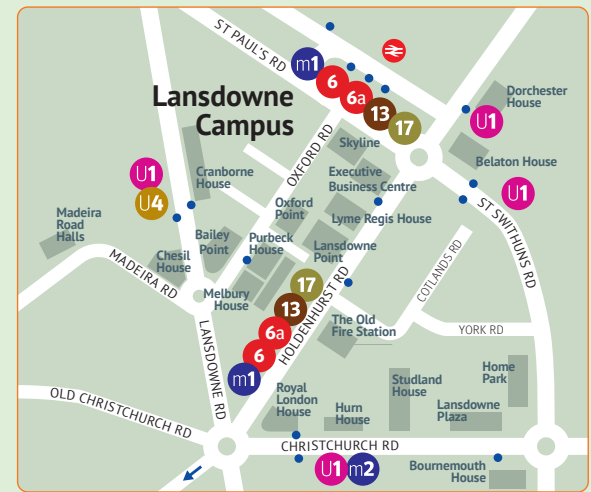 ST PAUL'S RD
m1
6
6a
13
17
Lansdowne
Campus
Dorchester
House
U1
Skyline
Belaton House
U1
U1
U4
Cranborne
House
OXFORD RD
Executive
Business Centre
ST SWITHUNS RD
Madeira
Road
Halls
Oxford
Point
Lyme Regis House
Bailey
Point
Purbeck
House
Lansdowne
Point
COTLANDS RD
MADEIRA RD
Chesil
House
Melbury
House
17
13
6a
6
m1
HOLDENHURST RD
The Old
Fire Station
YORK RD
LANSDOWNE RD
Home
Park
Royal
London
House
Studland
House
Hurn
House
Lansdowne
Plaza
OLD CHRISTCHURCH RD
CHRISTCHURCH RD
U1
m2
Bournemouth
House